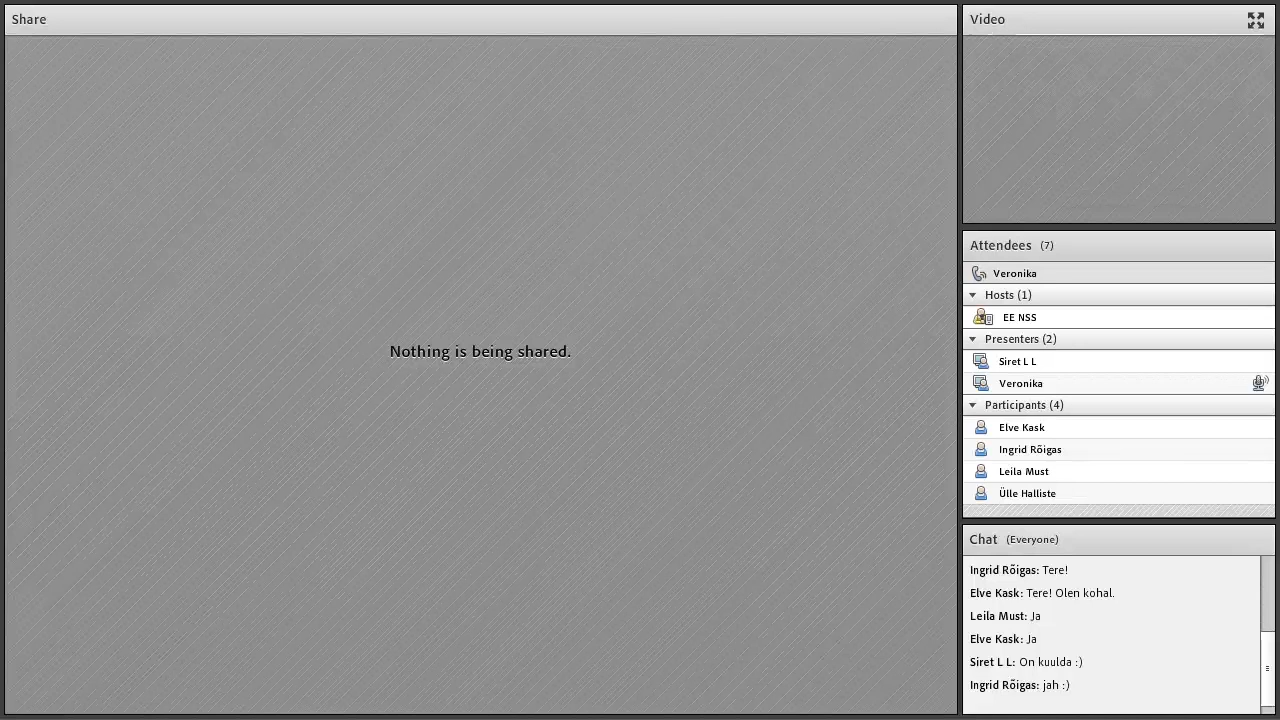 Share
Nothing is being shared.
Video
Attendees (7)
Veronika
Hosts (1)
EE NSS
Presenters (2)
Siret L L
Veronika
Participants (4)
Elve Kask
Ingrid Rõigas
Leila Must
Ülle Halliste
Chat (Everyone)
Ingrid Rõigas: Tere!
Elve Kask: Tere! Olen kohal.
Leila Must: Ja
Elve Kask: Ja
Siret L L: On kuulda :)
Ingrid Rõigas: jah :)